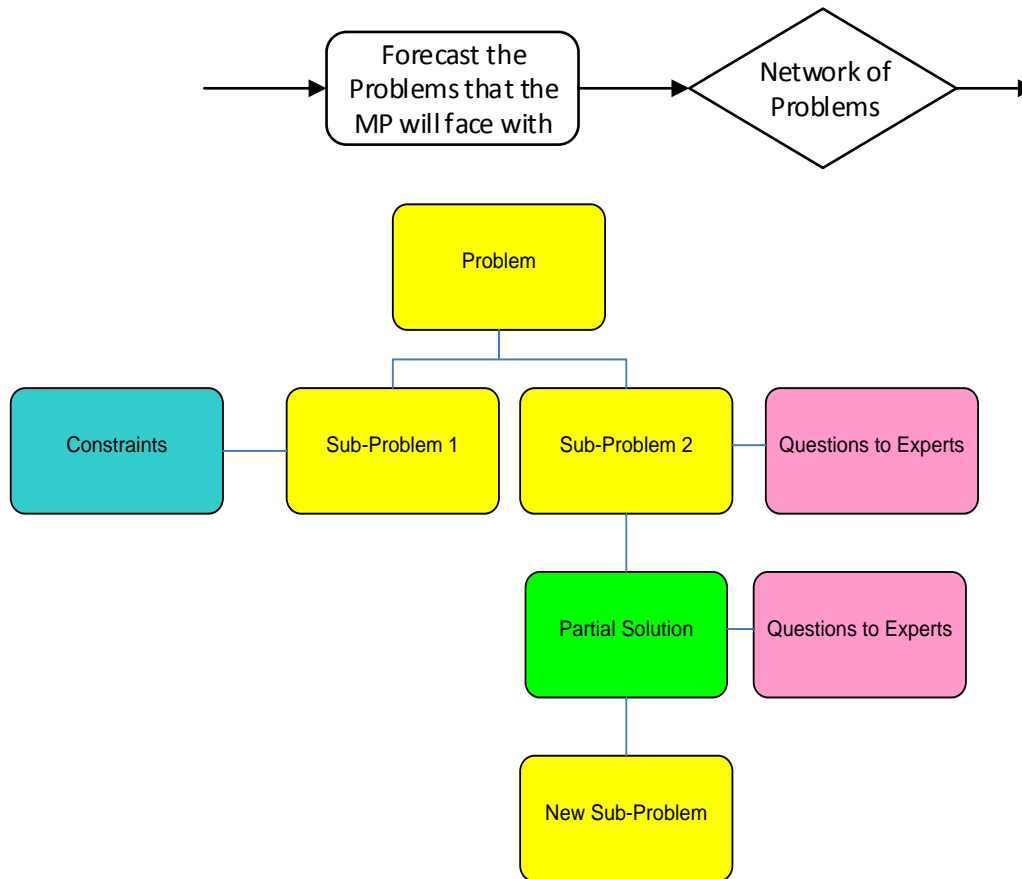 Forecast the
Problems that the
MP will face with
Network of
Problems
Problem
Constraints
Sub-Problem 1
Sub-Problem 2
Questions to Experts
Partial Solution
Questions to Experts
New Sub-Problem